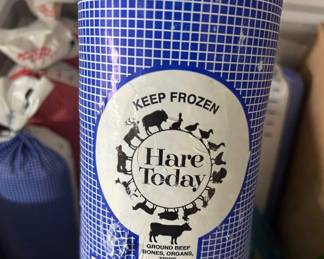 KEEP FROZEN
Hare
Today
GROUND BEEF
BONES, ORGANS,